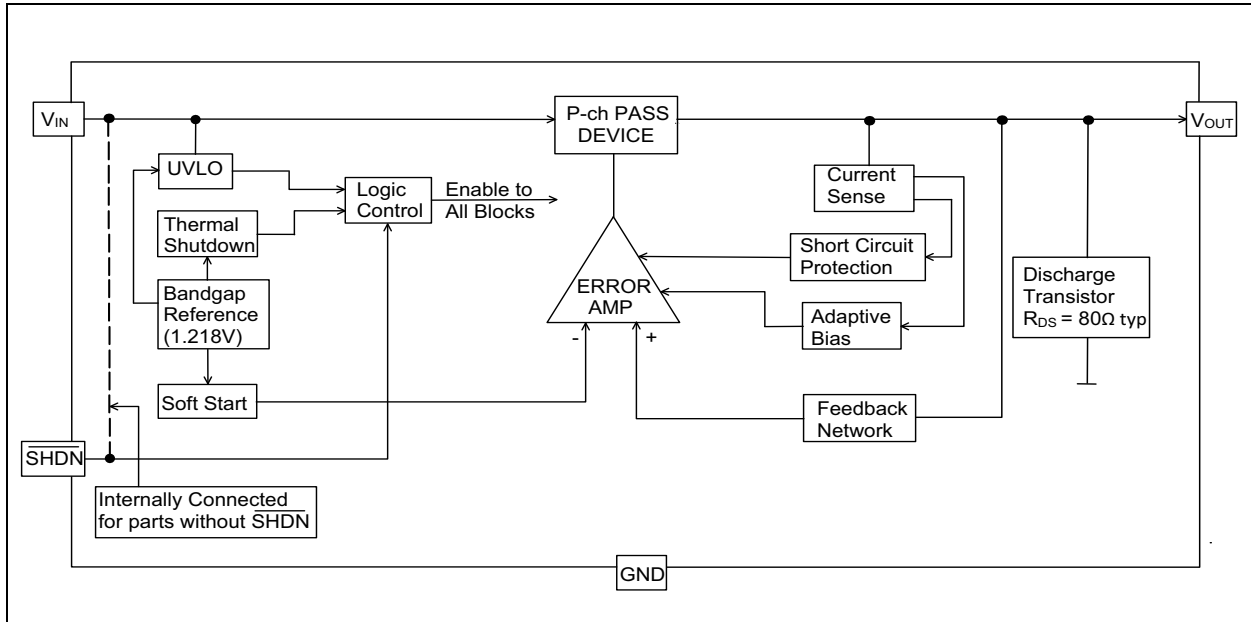 VIN
P-ch PASS
DEVICE
VOUT
UVLO
Logic
Control
Enable to
All Blocks
Current
Sense
Thermal
Shutdown
Short Circuit
Protection
Bandgap
Reference
(1.218V)
ERROR
AMP
Adaptive
Bias
Discharge
Transistor
RDS = 80Ω typ
-
+
Soft Start
Feedback
Network
SHDN
Internally Connected
for parts without SHDN
GND